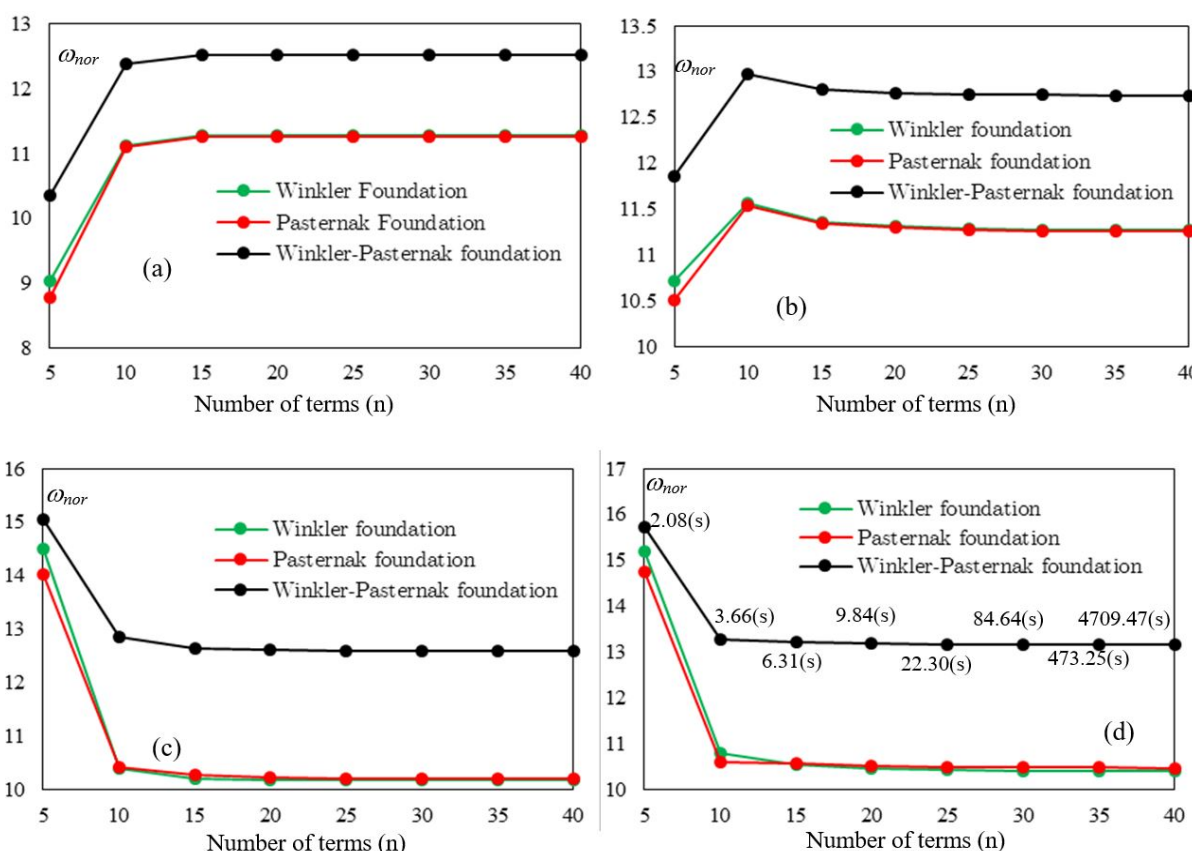 13
12
11
10
9
8
ω_nor
Winkler Foundation
Pasternak Foundation
Winkler-Pasternak foundation
(a)
5 10 15 20 25 30 35 40
Number of terms (n)
13.5
13
12.5
12
11.5
11
10.5
10
ω_nor
Winkler foundation
Pasternak foundation
Winkler-Pasternak foundation
(b)
5 10 15 20 25 30 35 40
Number of terms (n)
16
15
14
13
12
11
10
ω_nor
Winkler foundation
Pasternak foundation
Winkler-Pasternak foundation
(c)
5 10 15 20 25 30 35 40
Number of terms (n)
17
16
15
14
13
12
11
10
ω_nor
Winkler foundation
Pasternak foundation
Winkler-Pasternak foundation
2.08(s)
3.66(s) 9.84(s) 84.64(s) 4709.47(s)
6.31(s) 22.30(s) 473.25(s)
(d)
5 10 15 20 25 30 35 40
Number of terms (n)